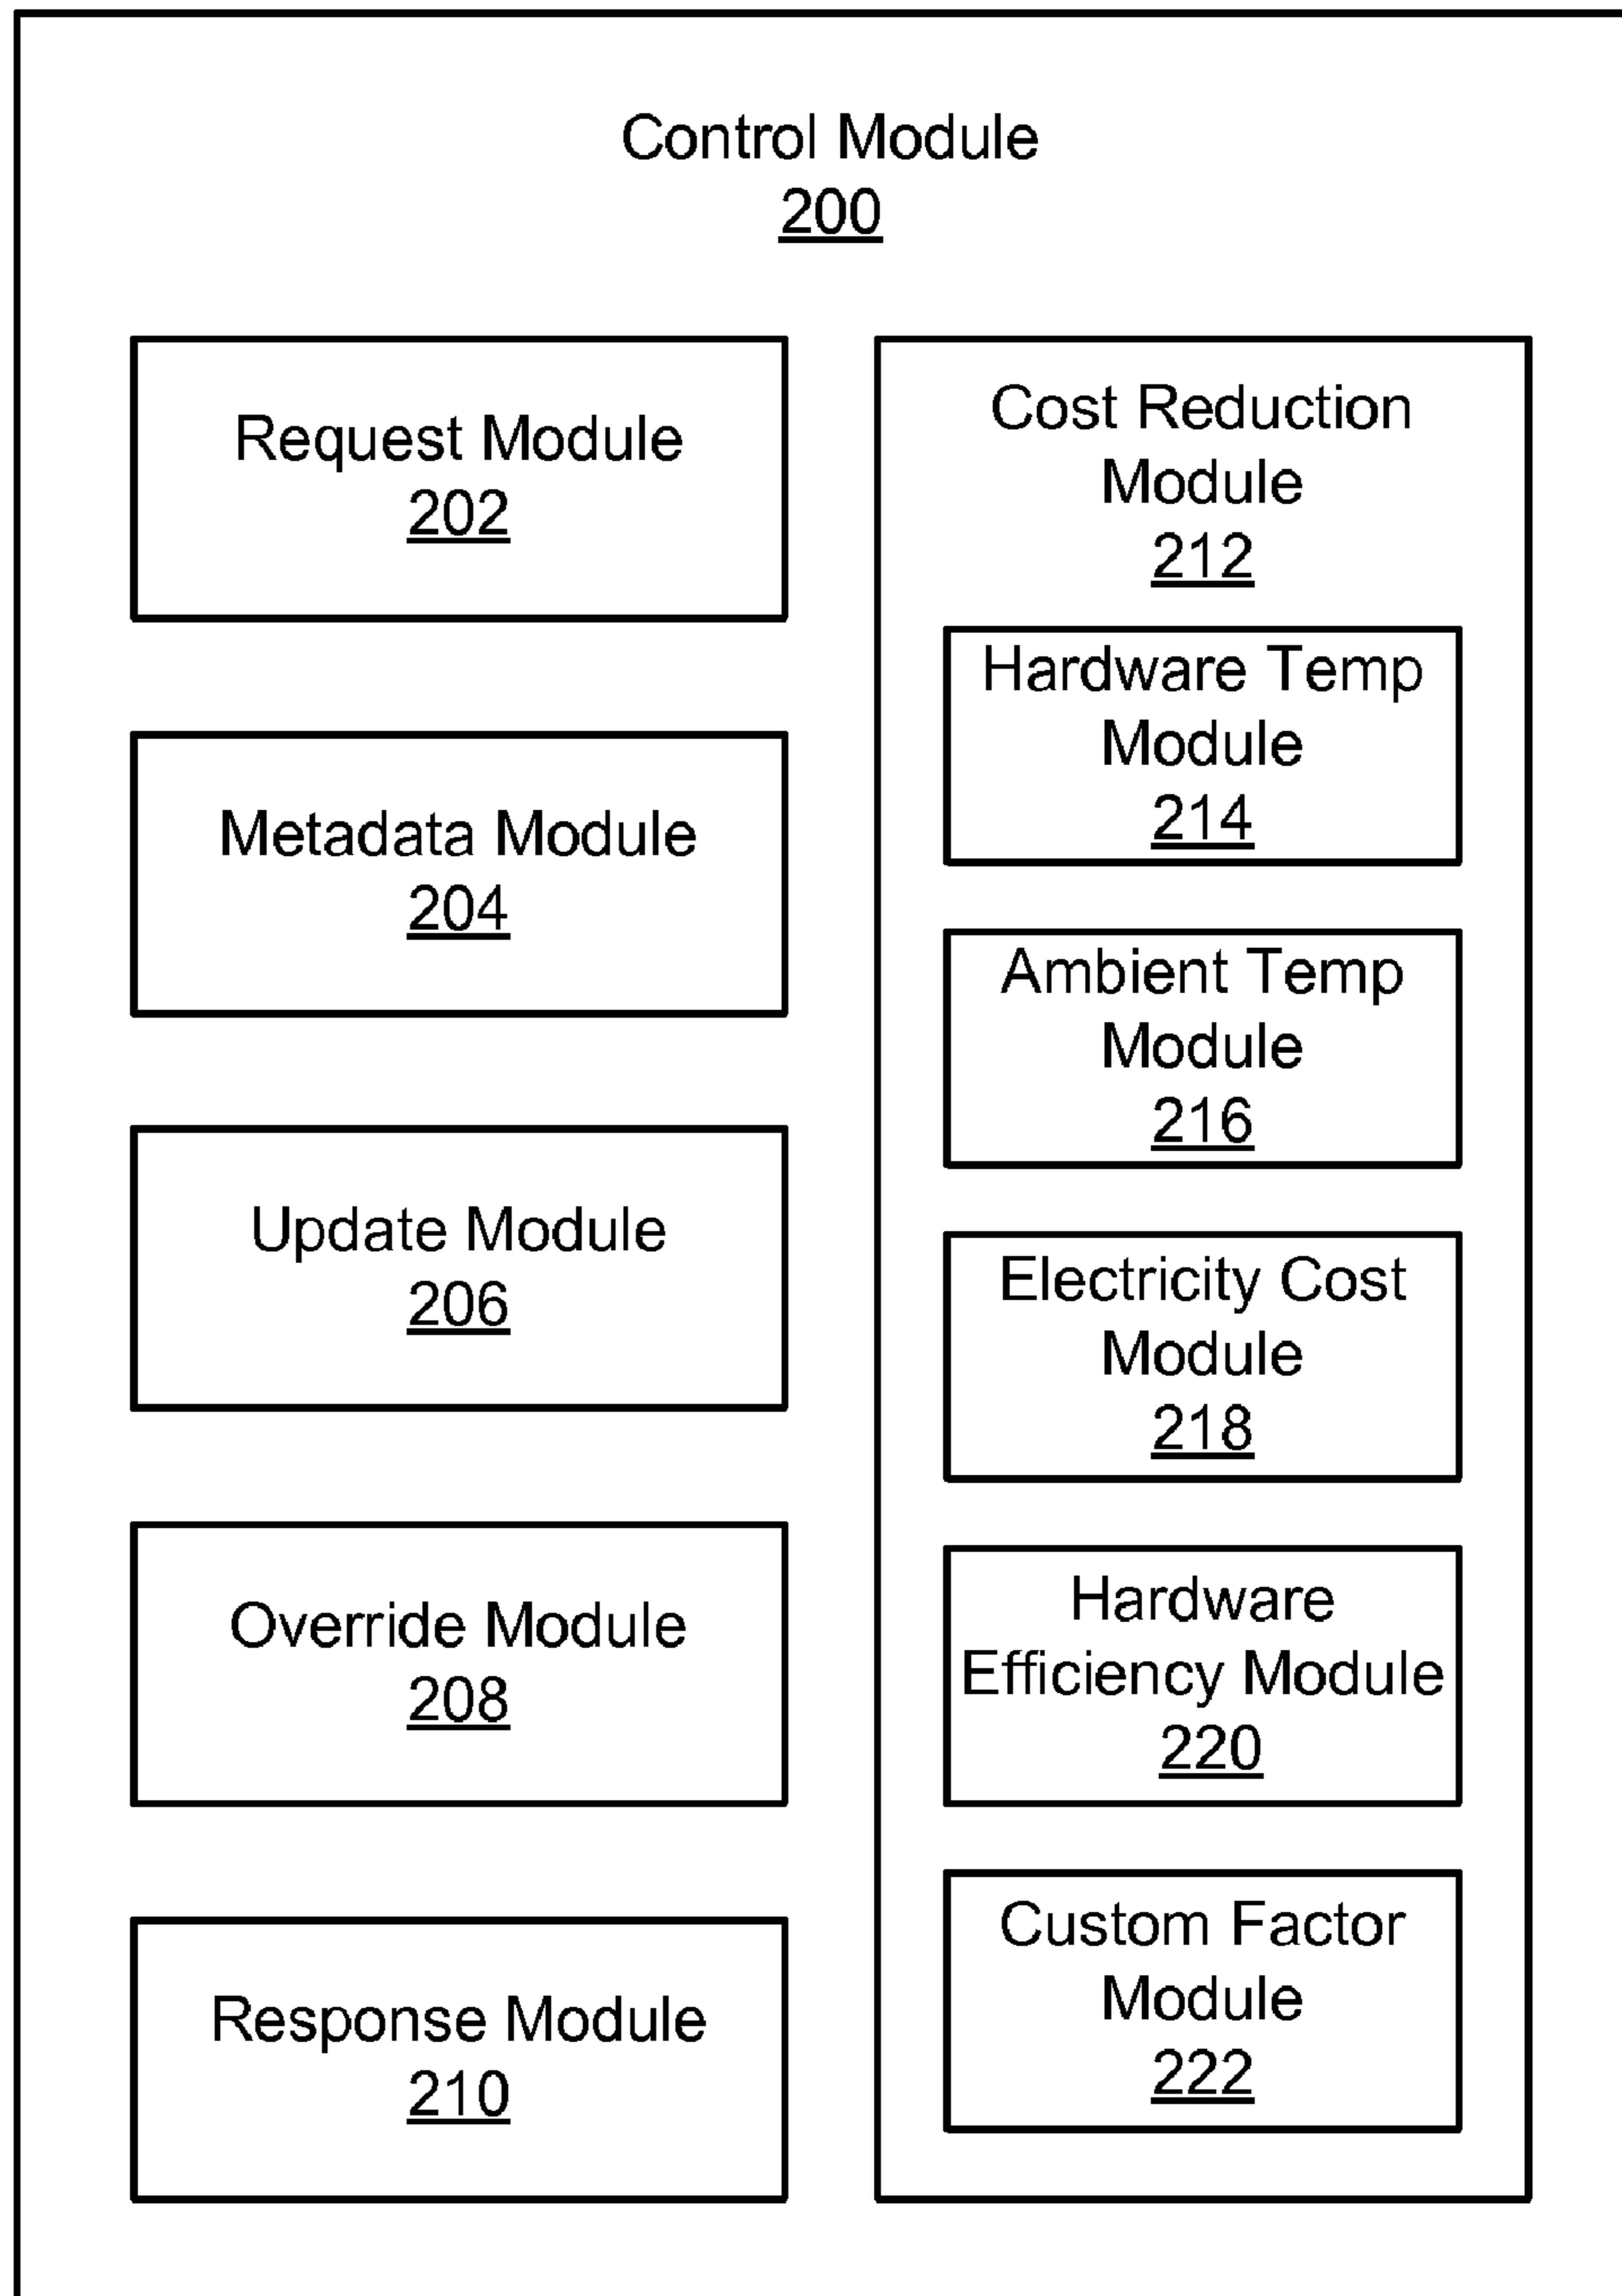 Control Module
200
Request Module
202
Metadata Module
204
Update Module
206
Override Module
208
Response Module
210
Cost Reduction
Module
212
Hardware Temp
Module
214
Ambient Temp
Module
216
Electricity Cost
Module
218
Hardware
Efficiency Module
220
Custom Factor
Module
222